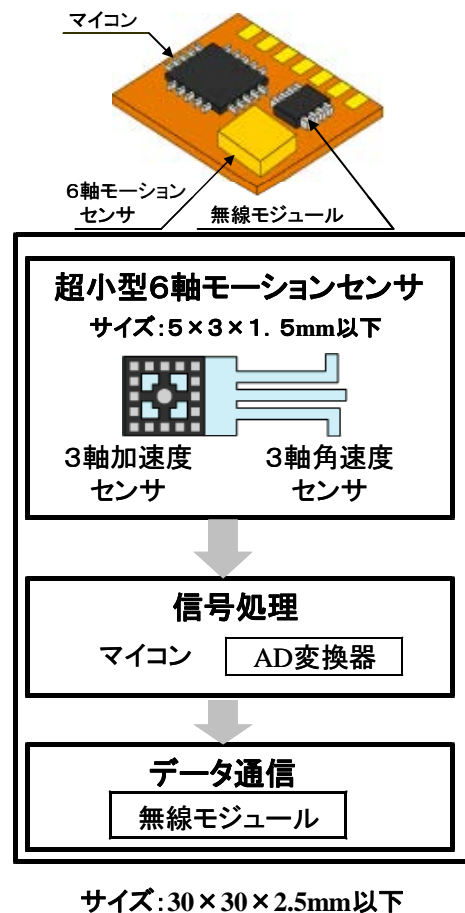 マイコン
6軸モーション
センサ
無線モジュール
超小型6軸モーションセンサ
サイズ：5×3×1．5mm以下
3軸加速度
センサ
3軸角速度
センサ
信号処理
マイコン
AD変換器
データ通信
無線モジュール
サイズ：30×30×2.5mm以下